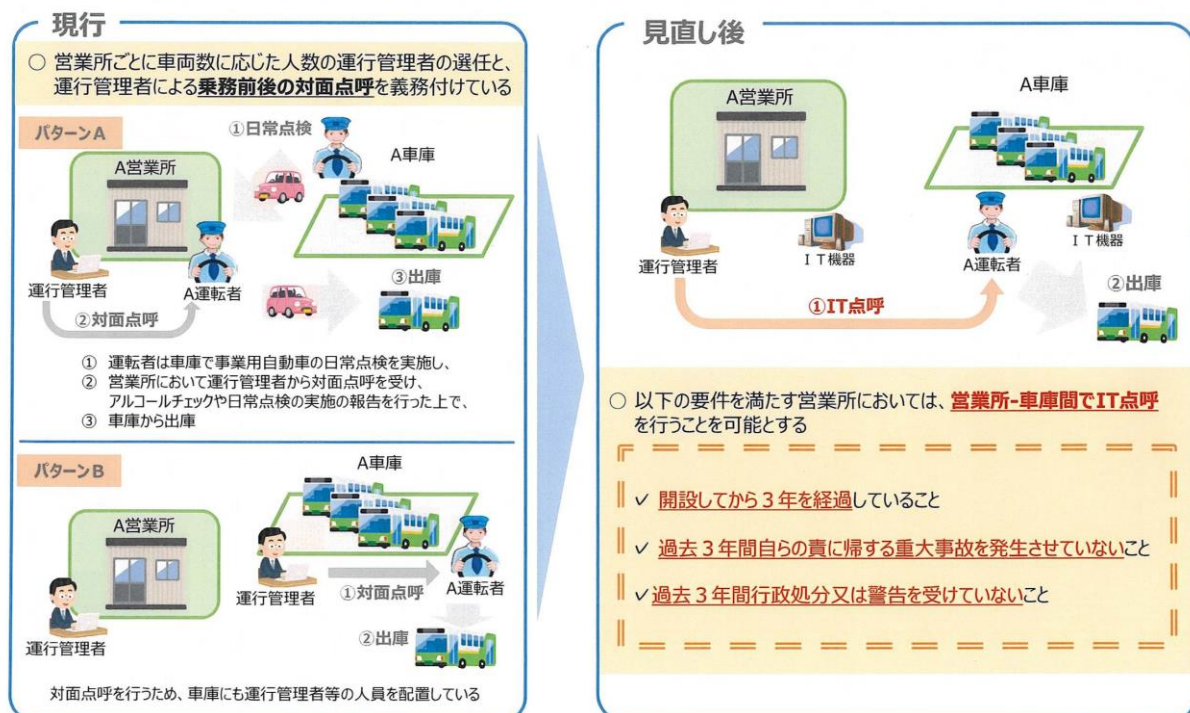 現行
○ 営業所ごとに車両数に応じた人数の運行管理者の選任と、
運行管理者による乗務前後の対面点呼を義務付けている
パターンA
①日常点検
A営業所
A車庫
運行管理者
A運転者
②対面点呼
③出庫
① 運転者は車庫で事業用自動車の日常点検を実施し、
② 営業所において運行管理者から対面点呼を受け、
アルコールチェックや日常点検の実施の報告を行った上で、
③ 車庫から出庫
パターンB
A車庫
A営業所
運行管理者
運行管理者
①対面点呼
A運転者
②出庫
対面点呼を行うため、車庫にも運行管理者等の人員を配置している
見直し後
A営業所
A車庫
運行管理者
IT機器
A運転者
IT機器
①IT点呼
②出庫
○ 以下の要件を満たす営業所においては、営業所-車庫間でIT点呼
を行うことを可能とする
✓ 開設してから3年を経過していること
✓ 過去3年間自らの責に帰する重大事故を発生させていないこと
✓ 過去3年間行政処分又は警告を受けていないこと